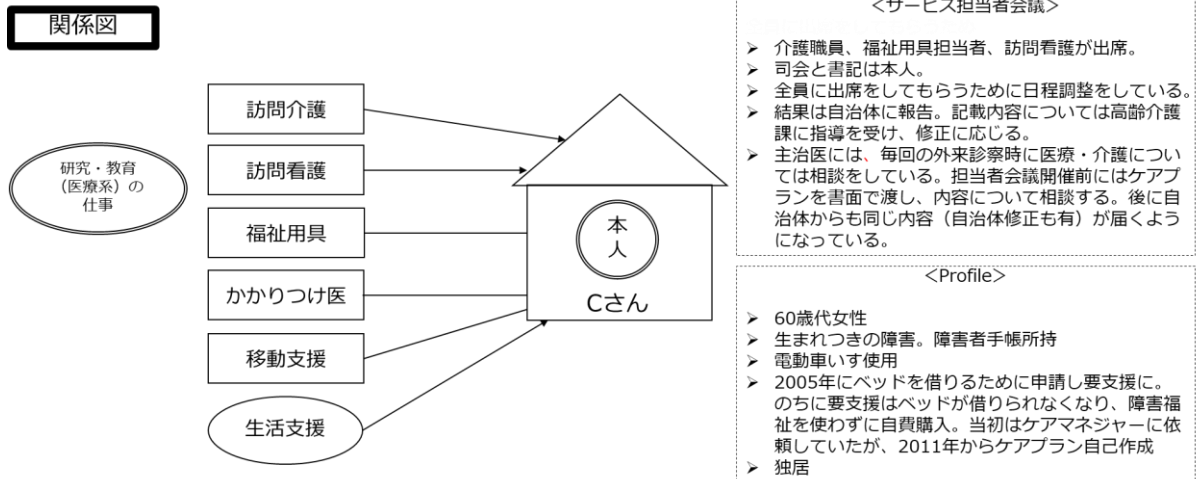 関係図
訪問介護
訪問看護
福祉用具
かかりつけ医
移動支援
生活支援
研究・教育
（医療系）の
仕事
本
人
Cさん
<サービス担当者会議>
➢ 介護職員、福祉用具担当者、訪問看護が出席。
➢ 司会と書記は本人。
➢ 全員に出席をしてもらうために日程調整をしている。
➢ 結果は自治体に報告。記載内容については高齢介護
課に指導を受け、修正に応じる。
➢ 主治医には、毎回の外来診察時に医療・介護につい
ては相談をしている。担当者会議開催前にはケアプ
ランを書面で渡し、内容について相談する。後に自
治体からも同じ内容（自治体修正も有）が届くよう
になっている。
<Profile>
➢ 60歳代女性
➢ 生まれつきの障害。障害者手帳所持
➢ 電動車いす使用
➢ 2005年にベッドを借りるために申請し要支援に。
のちに要支援はベッドが借りられなくなり、障害福
祉を使わずに自費購入。当初はケアマネジャーに依
頼していたが、2011年からケアプラン自己作成
➢ 独居